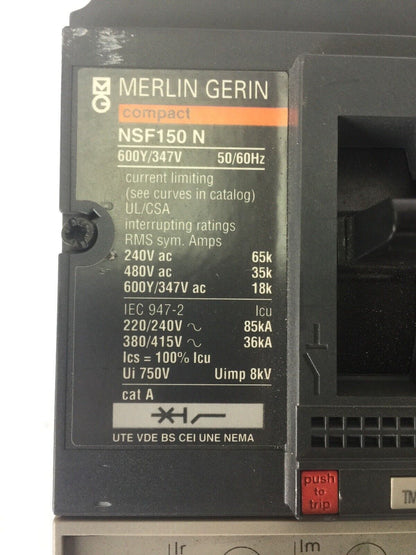 MERLIN GERIN
compact
NSF150 N
600Y/347V 50/60Hz
current limiting
(see curves in catalog)
UL/CSA
interrupting ratings
RMS sym. Amps
240V ac 65k
480V ac 35k
600Y/347V ac 18k
IEC 947-2 Icu
220/240V ~ 85kA
380/415V ~ 36kA
Ics = 100% Icu
Ui 750V Uimp 8kV
cat A
UTE VDE BS CEI UNE NEMA
push
to
trip
TM
Ir Im